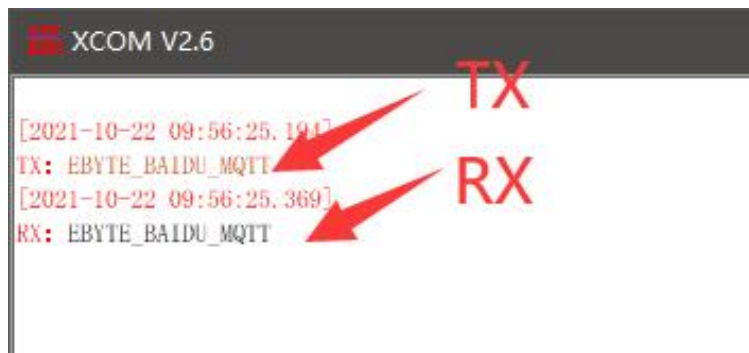 XCOM V2.6
TX
[2021-10-22 09:56:25.194]
TX: EBYTE_BAIDU_MQTT
RX
[2021-10-22 09:56:25.369]
RX: EBYTE_BAIDU_MQTT